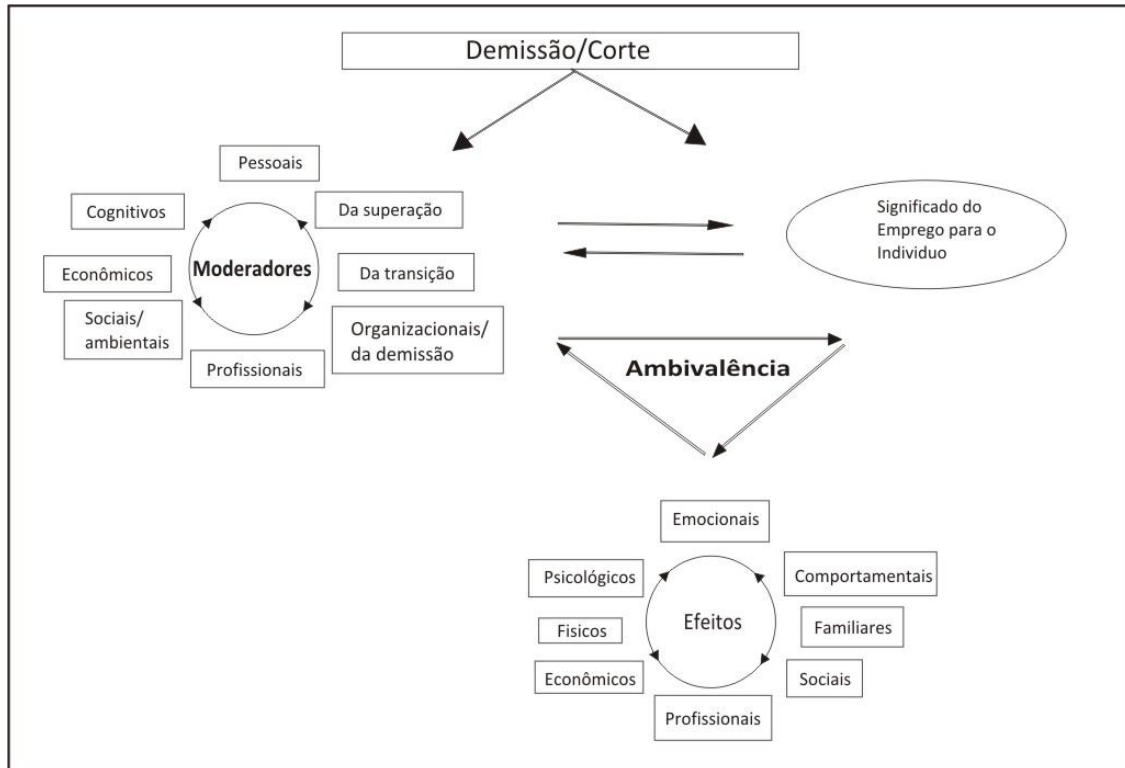 Demissão/Corte
Pessoais
Cognitivos
Da superação
Econômicos
Moderadores
Da transição
Sociais/
ambientais
Organizacionais/
da demissão
Profissionais
Significado do
Emprego para o
Individuo
Ambivalência
Emocionais
Psicológicos
Comportamentais
Fisicos
Efeitos
Familiares
Econômicos
Sociais
Profissionais